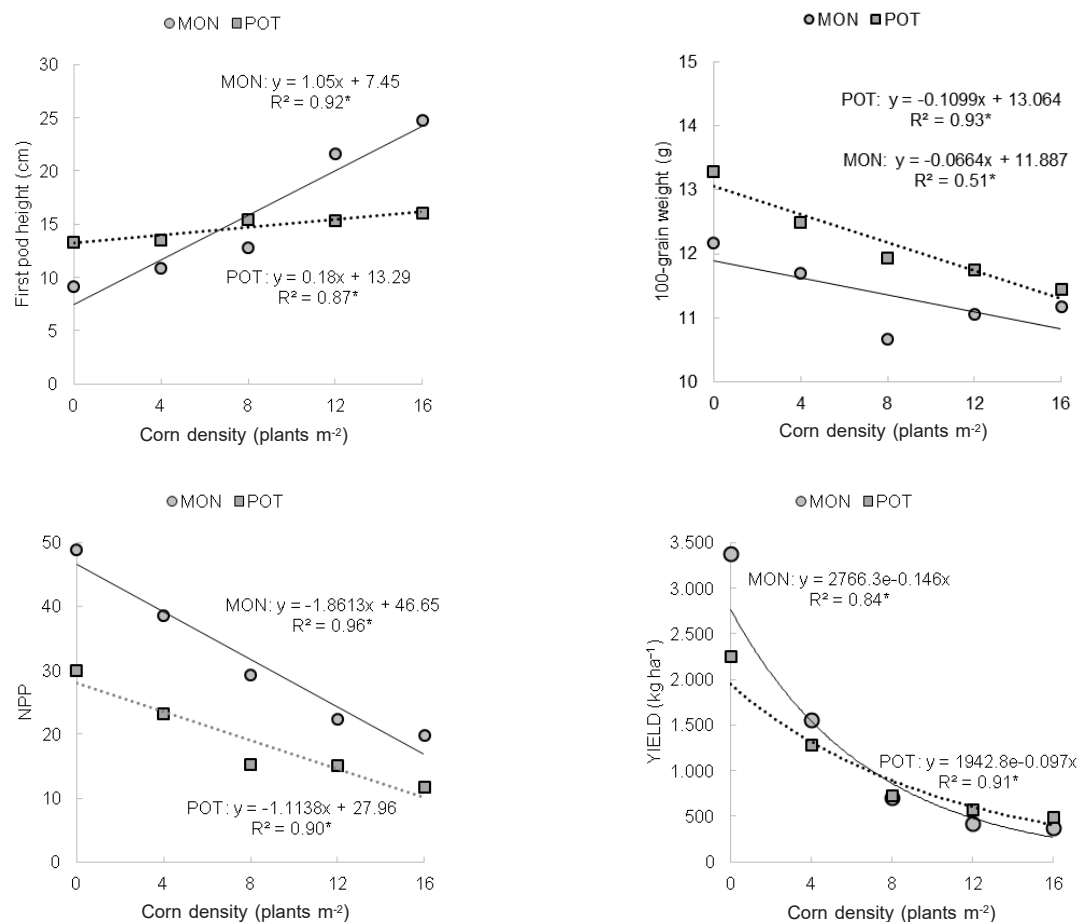 MON POT
30
25
20
15
10
5
0
First pod height (cm)
MON: y = 1.05x + 7.45
R² = 0.92*
POT: y = 0.18x + 13.29
R² = 0.87*
0 4 8 12 16
Corn density (plants m-2)
MON POT
15
14
13
12
11
10
100-grain weight (g)
POT: y = -0.1099x + 13.064
R² = 0.93*
MON: y = -0.0664x + 11.887
R² = 0.51*
0 4 8 12 16
Corn density (plants m-2)
MON POT
50
40
30
20
10
0
NPP
MON: y = -1.8613x + 46.65
R² = 0.96*
POT: y = -1.1138x + 27.96
R² = 0.90*
0 4 8 12 16
Corn density (plants m-2)
MON POT
3.500
3.000
2.500
2.000
1.500
1.000
500
0
YIELD (kg ha⁻¹)
MON: y = 2766.3e-0.146x
R² = 0.84*
POT: y = 1942.8e-0.097x
R² = 0.91*
0 4 8 12 16
Corn density (plants m-2)